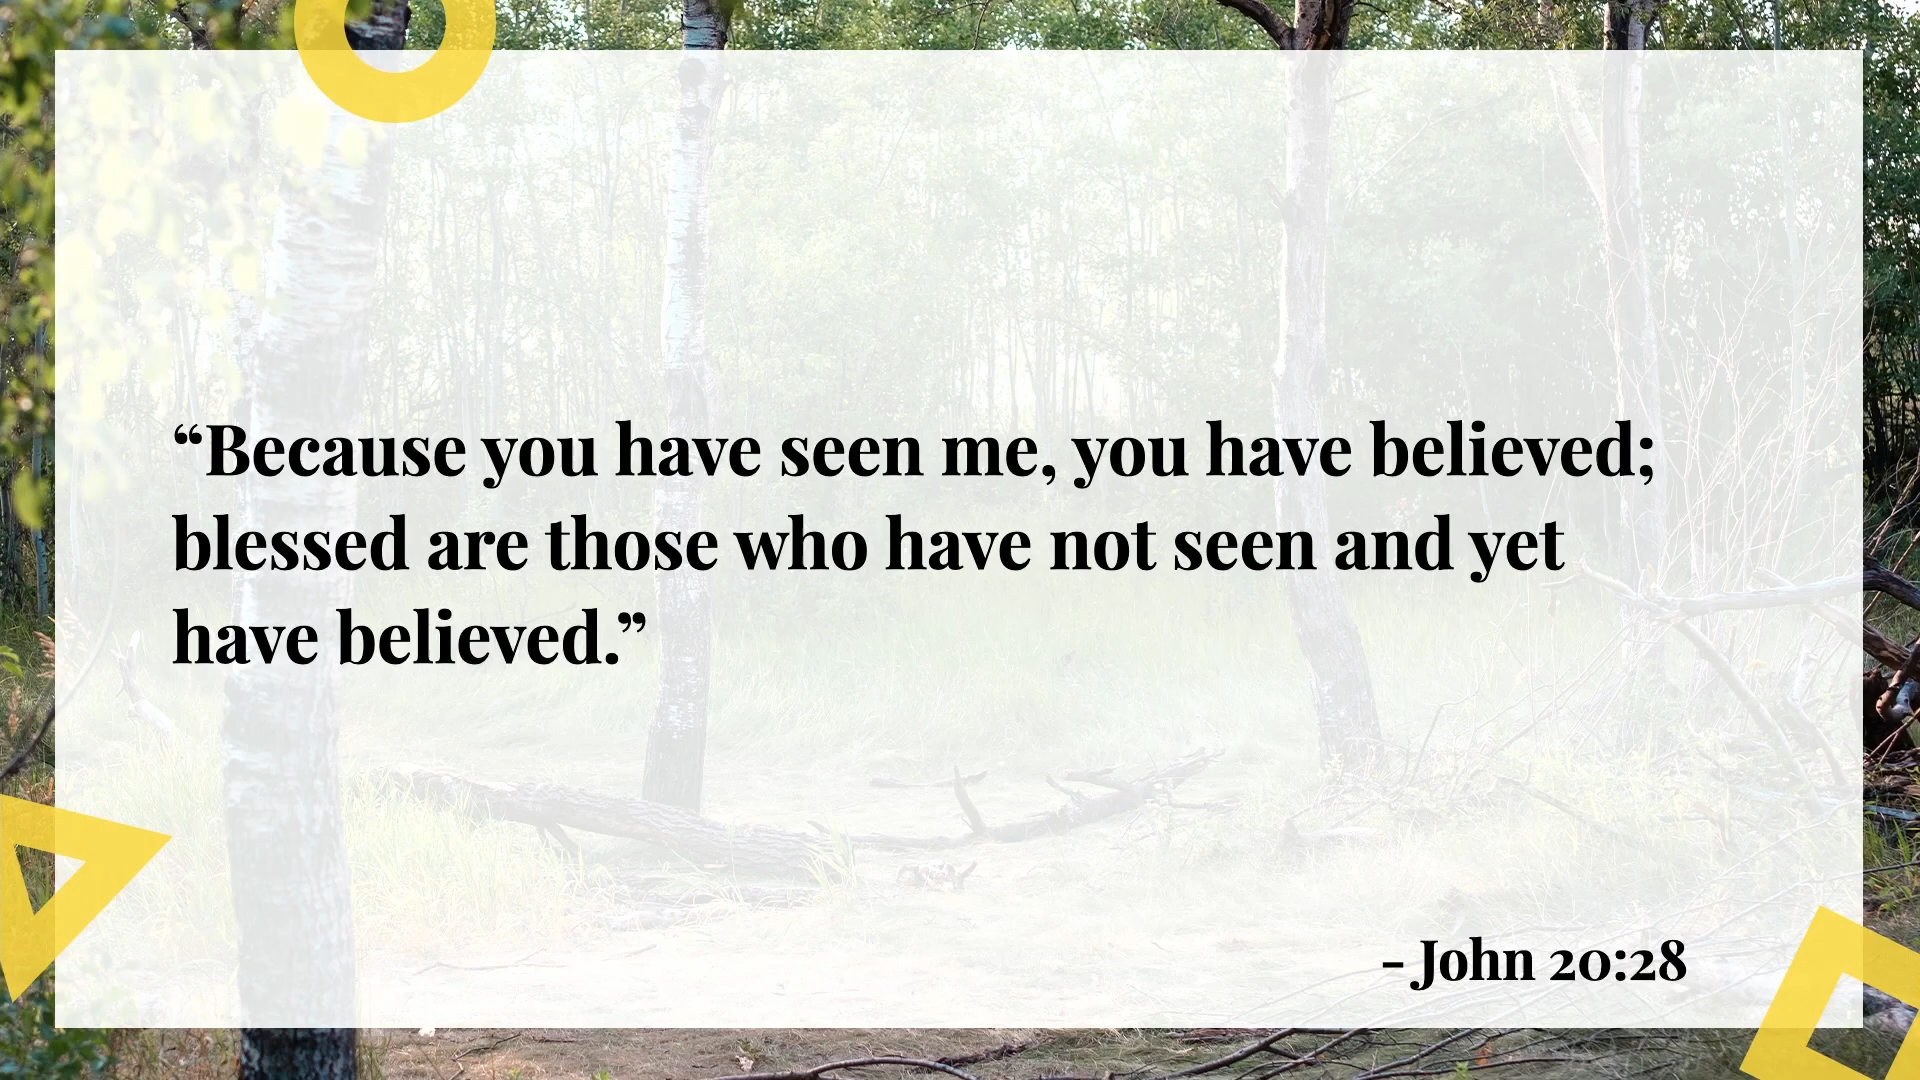 “Because you have seen me, you have believed;
blessed are those who have not seen and yet
have believed.”
- John 20:28